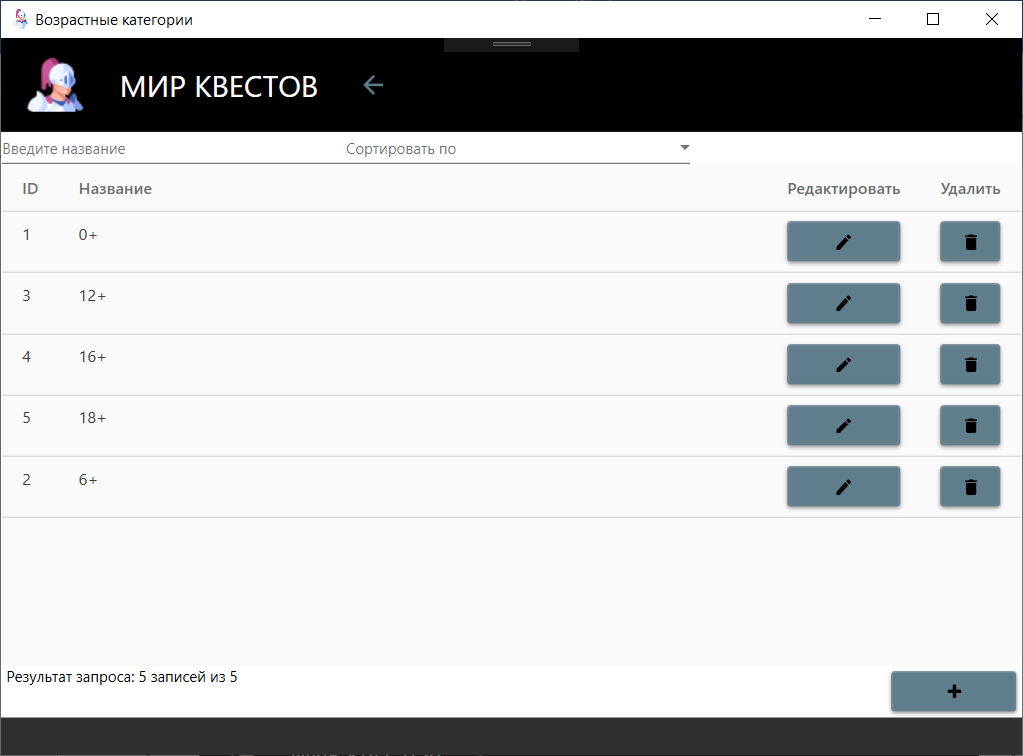 Возрастные категории
МИР КВЕСТОВ
Введите название Сортировать по
ID Название Редактировать Удалить
1 0+
3 12+
4 16+
5 18+
2 6+
Результат запроса: 5 записей из 5